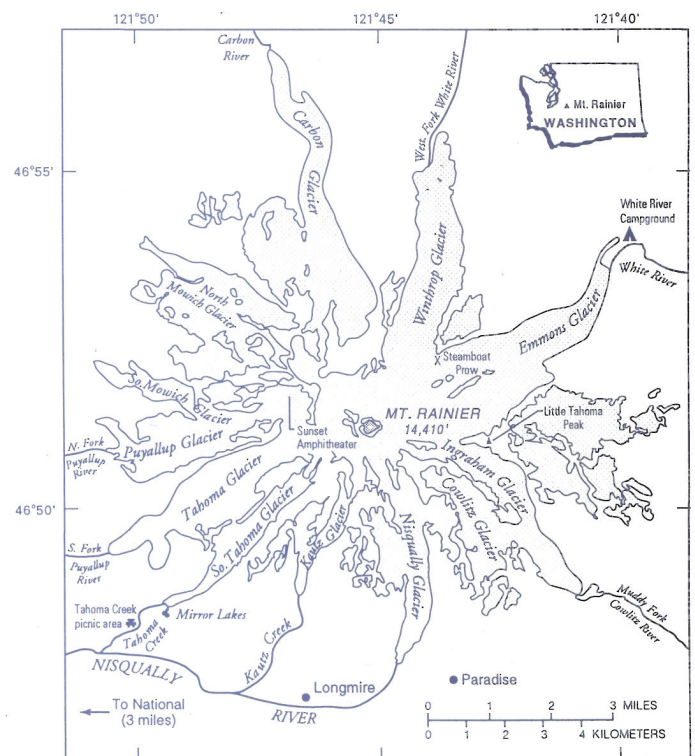 121°50'
121°45'
121°40'
Carbon
River
West Fork White River
Mt. Rainier
WASHINGTON
46°55'
Carbon
Glacier
White River
Campground
White River
Winthrop Glacier
North
Mowich Glacier
Emmons Glacier
Steamboat
Prow
So. Mowich
Glacier
MT. RAINIER
14,410'
Little Tahoma
Peak
Sunset
Amphitheater
N. Fork
Puyallup
River
Puyallup Glacier
Ingraham Glacier
Tahoma Glacier
Cowlitz Glacier
46°50'
So. Tahoma Glacier
Kautz Glacier
Nisqually Glacier
S. Fork
Puyallup
River
Tahoma Creek
picnic area
Mirror Lakes
Muddy Fork
Cowlitz River
Tahoma
Creek
Kautz Creek
NISQUALLY
Paradise
Longmire
To National
(3 miles)
RIVER
0 1 2 3 MILES
0 1 2 3 4 KILOMETERS